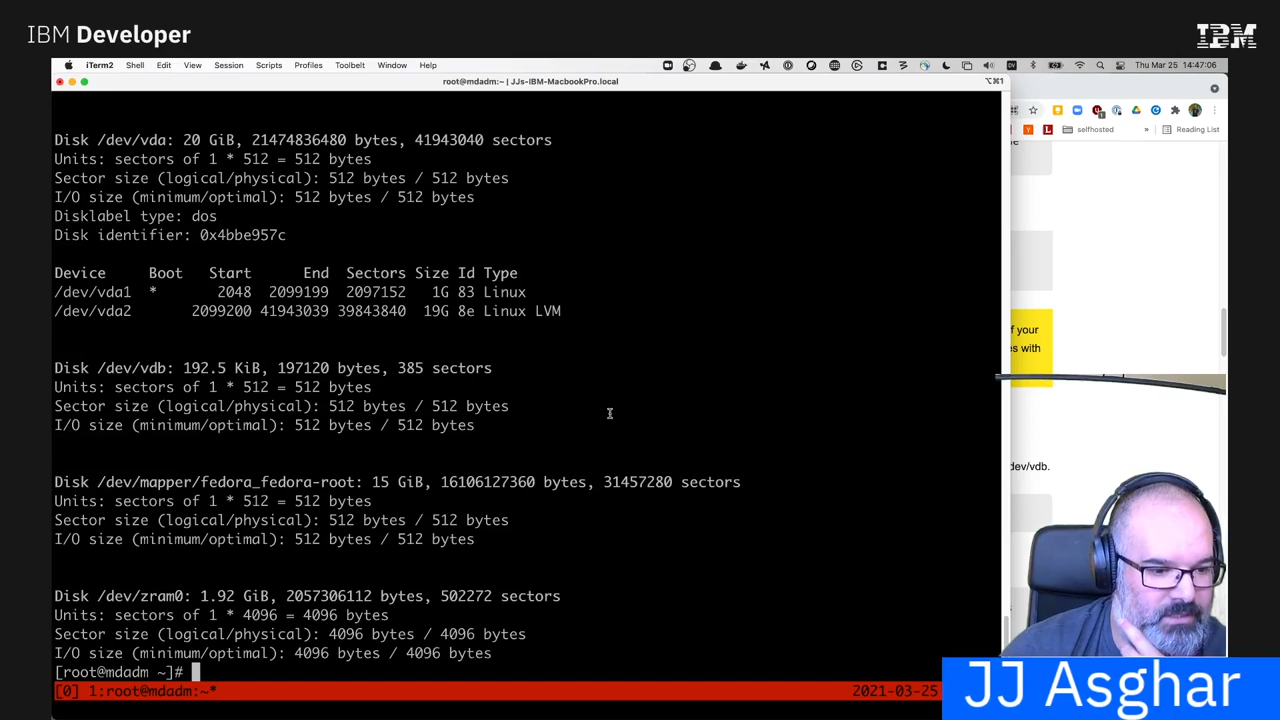 IBM Developer
IBM
iTerm2 Shell Edit View Session Scripts Profiles Toolbelt Window Help
Thu Mar 25 14:47:06
root@mdadm:~ | JJs-IBM-MacbookPro.local
⌥⌘1
selfhosted
» Reading List
Disk /dev/vda: 20 GiB, 21474836480 bytes, 41943040 sectors
Units: sectors of 1 * 512 = 512 bytes
Sector size (logical/physical): 512 bytes / 512 bytes
I/O size (minimum/optimal): 512 bytes / 512 bytes
Disklabel type: dos
Disk identifier: 0x4bbe957c
Device Boot Start End Sectors Size Id Type
/dev/vda1 * 2048 2099199 2097152 1G 83 Linux
/dev/vda2 2099200 41943039 39843840 19G 8e Linux LVM
f your
es with
Disk /dev/vdb: 192.5 KiB, 197120 bytes, 385 sectors
Units: sectors of 1 * 512 = 512 bytes
Sector size (logical/physical): 512 bytes / 512 bytes
I/O size (minimum/optimal): 512 bytes / 512 bytes
dev/vdb.
Disk /dev/mapper/fedora_fedora-root: 15 GiB, 16106127360 bytes, 31457280 sectors
Units: sectors of 1 * 512 = 512 bytes
Sector size (logical/physical): 512 bytes / 512 bytes
I/O size (minimum/optimal): 512 bytes / 512 bytes
Disk /dev/zram0: 1.92 GiB, 2057306112 bytes, 502272 sectors
Units: sectors of 1 * 4096 = 4096 bytes
Sector size (logical/physical): 4096 bytes / 4096 bytes
I/O size (minimum/optimal): 4096 bytes / 4096 bytes
[root@mdadm ~]#
[0] 1:root@mdadm:~*
2021-03-25
JJ Asghar